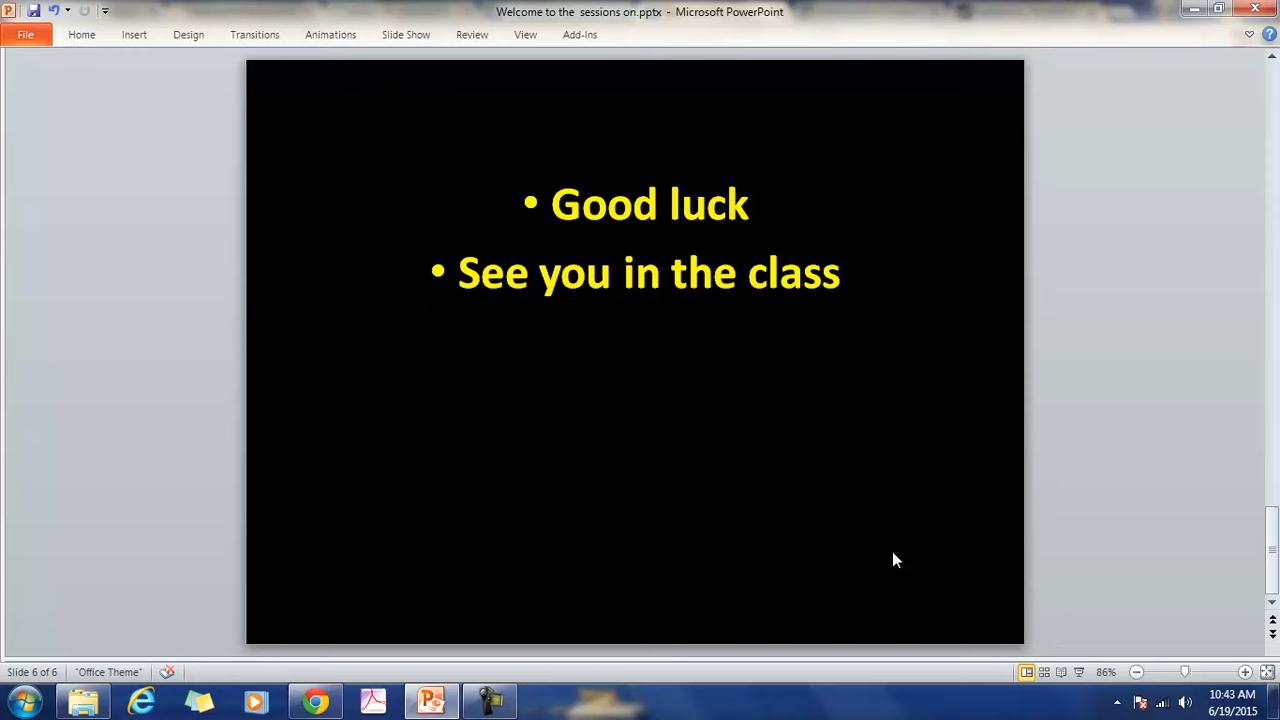 Welcome to the sessions on.pptx - Microsoft PowerPoint
File Home Insert Design Transitions Animations Slide Show Review View Add-Ins
• Good luck
• See you in the class
Slide 6 of 6 "Office Theme" 86%
10:43 AM
6/19/2015